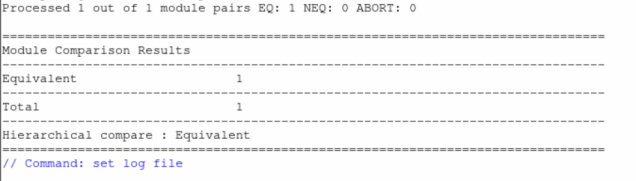 Processed 1 out of 1 module pairs EQ: 1 NEQ: 0 ABORT: 0
================================================================================
Module Comparison Results
--------------------------------------------------------------------------------
Equivalent 1
--------------------------------------------------------------------------------
Total 1
--------------------------------------------------------------------------------
Hierarchical compare : Equivalent
================================================================================
// Command: set log file